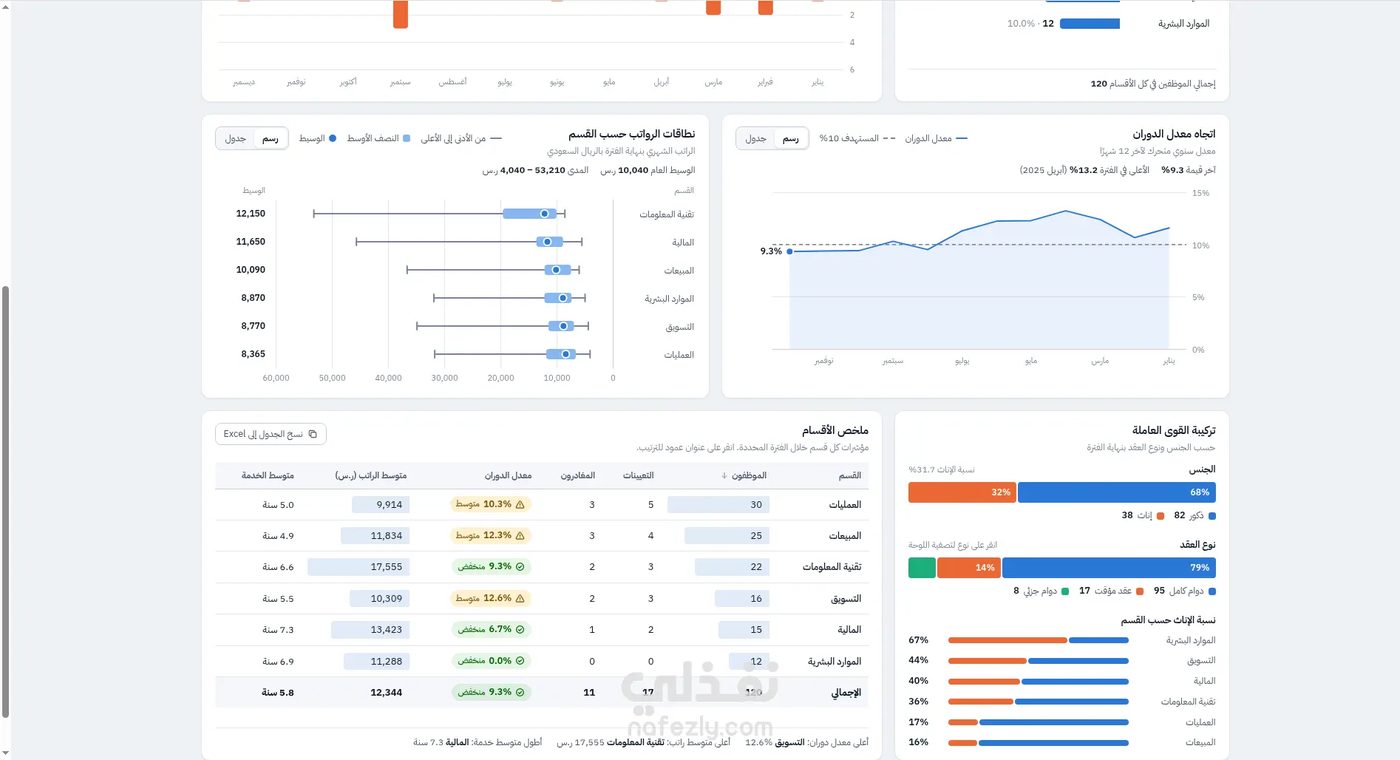 الموارد البشرية 12 · 10.0%
إجمالي الموظفين في كل الأقسام 120
2
4
6
يناير فبراير مارس أبريل مايو يونيو يوليو أغسطس سبتمبر أكتوبر نوفمبر ديسمبر
اتجاه معدل الدوران
معدل سنوي متحرك لآخر 12 شهرًا
معدل الدوران المستهدف 10%
رسم جدول
آخر قيمة 9.3% الأعلى في الفترة 13.2% (أبريل 2025)
15%
10%
5%
0%
9.3%
يناير مارس مايو يوليو سبتمبر نوفمبر
نطاقات الرواتب حسب القسم
الراتب الشهري بنهاية الفترة بالريال السعودي
من الأدنى إلى الأعلى النصف الأوسط الوسيط
رسم جدول
الوسيط العام 10,040 ر.س المدى 53,210 – 4,040 ر.س
القسم الوسيط
تقنية المعلومات 12,150
المالية 11,650
المبيعات 10,090
الموارد البشرية 8,870
التسويق 8,770
العمليات 8,365
0 10,000 20,000 30,000 40,000 50,000 60,000
تركيبة القوى العاملة
حسب الجنس ونوع العقد بنهاية الفترة
الجنس نسبة الإناث 31.7%
68% 32%
ذكور 82 إناث 38
نوع العقد انقر على نوع لتصفية اللوحة
79% 14%
دوام كامل 95 عقد مؤقت 17 دوام جزئي 8
نسبة الإناث حسب القسم
الموارد البشرية 67%
التسويق 44%
المالية 40%
تقنية المعلومات 36%
العمليات 17%
المبيعات 16%
ملخص الأقسام
مؤشرات كل قسم خلال الفترة المحددة. انقر على عنوان عمود للترتيب.
نسخ الجدول إلى Excel
القسم الموظفون ↓ التعيينات المغادرون معدل الدوران متوسط الراتب (ر.س) متوسط الخدمة
العمليات 30 5 3 10.3% متوسط 9,914 5.0 سنة
المبيعات 25 4 3 12.3% متوسط 11,834 4.9 سنة
تقنية المعلومات 22 3 2 9.3% منخفض 17,555 6.6 سنة
التسويق 16 3 2 12.6% متوسط 10,309 5.5 سنة
المالية 15 2 1 6.7% منخفض 13,423 7.3 سنة
الموارد البشرية 12 0 0 0.0% منخفض 11,288 6.9 سنة
الإجمالي 120 17 11 9.3% منخفض 12,344 5.8 سنة
أعلى معدل دوران: التسويق 12.6% أعلى متوسط راتب: تقنية المعلومات 17,555 ر.س أطول متوسط خدمة: المالية 7.3 سنة
نفذلي
nafezly.com